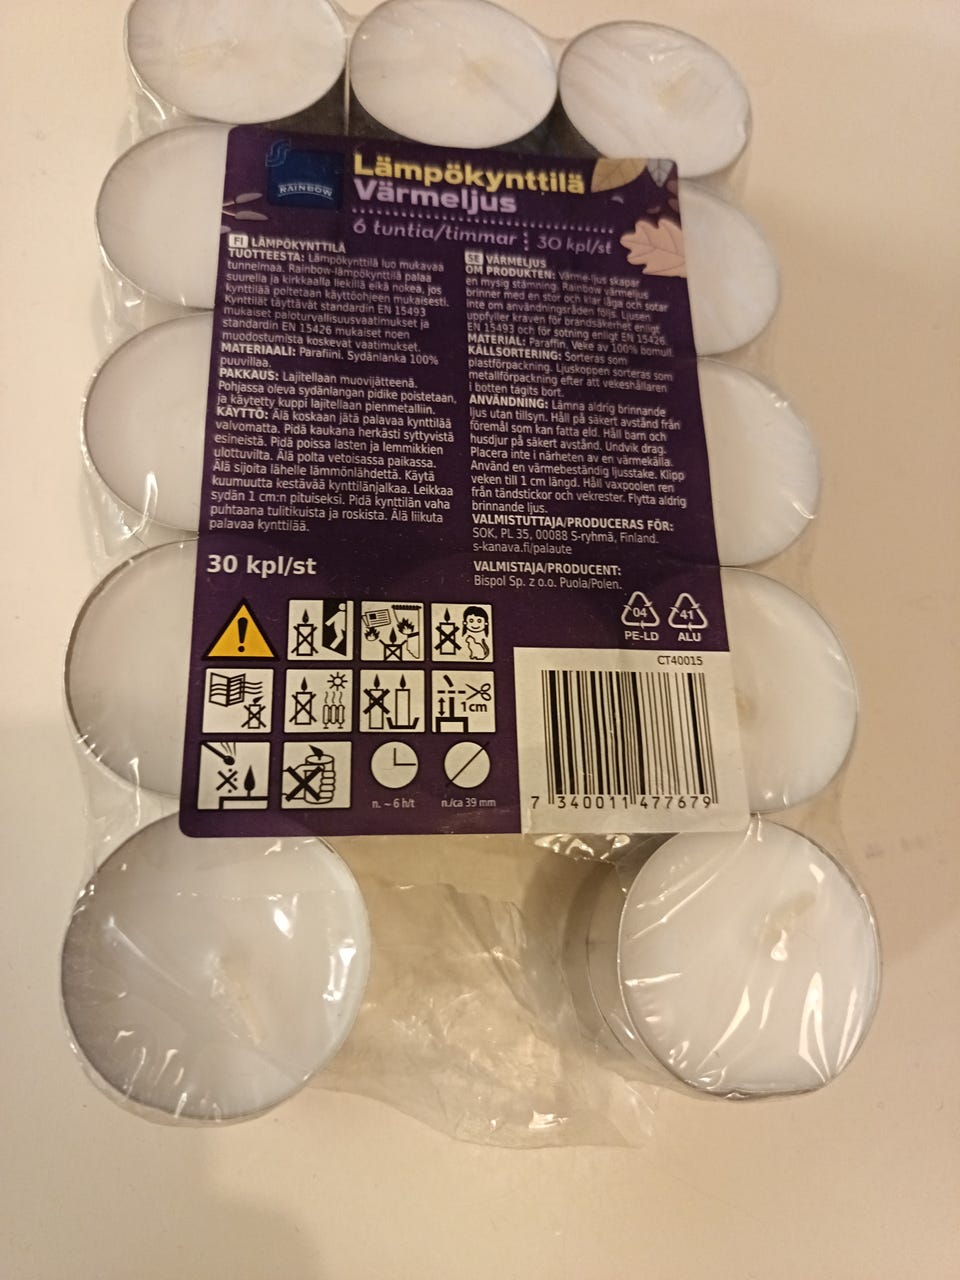 RAINBOW
Lämpökynttilä
Värmeljus
6 tuntia/timmar 30 kpl/st
FI LÄMPÖKYNTTILÄ
TUOTTEESTA: Lämpökynttilä luo mukavaa
tunnelmaa. Rainbow-lämpökynttilä palaa
suurella ja kirkkaalla liekillä eikä nokea, jos
kynttilää poltetaan käyttöohjeen mukaisesti.
Kynttilät täyttävät standardin EN 15493
mukaiset paloturvallisuusvaatimukset ja
standardin EN 15426 mukaiset noen
muodostumista koskevat vaatimukset.
MATERIAALI: Parafiini. Sydänlanka 100%
puuvillaa.
PAKKAUS: Lajitellaan muovijätteenä.
Pohjassa oleva sydänlangan pidike poistetaan,
ja käytetty kuppi lajitellaan pienmetalliin.
KÄYTTÖ: Älä koskaan jätä palavaa kynttilää
valvomatta. Pidä kaukana herkästi syttyvistä
esineistä. Pidä poissa lasten ja lemmikkien
ulottuvilta. Älä polta vetoisassa paikassa.
Älä sijoita lähelle lämmönlähdettä. Käytä
kuumuutta kestävää kynttilänjalkaa. Leikkaa
sydän 1 cm:n pituiseksi. Pidä kynttilän vaha
puhtaana tulitikuista ja roskista. Älä liikuta
palavaa kynttilää.
30 kpl/st
SE VÄRMELJUS
OM PRODUKTEN: Värme-ljus skapar
en mysig stämning. Rainbow värmeljus
brinner med en stor och klar låga och sotar
inte om användningsråden följs. Ljusen
uppfyller kraven för brandsäkerhet enligt
EN 15493 och för sotning enligt EN 15426.
MATERIAL: Paraffin. Veke av 100% bomull.
KÄLLSORTERING: Sorteras som
plastförpackning. Ljuskoppen sorteras som
metallförpackning efter att vekeshållaren
i botten tagits bort.
ANVÄNDNING: Lämna aldrig brinnande
ljus utan tillsyn. Håll på säkert avstånd från
föremål som kan fatta eld. Håll barn och
husdjur på säkert avstånd. Undvik drag.
Placera inte i närheten av en värmekälla.
Använd en värmebeständig ljusstake. Klipp
veken till 1 cm längd. Håll vaxpoolen ren
från tändstickor och vekrester. Flytta aldrig
brinnande ljus.
VALMISTUTTAJA/PRODUCERAS FÖR:
SOK, PL 35, 00088 S-ryhmä, Finland.
s-kanava.fi/palaute
VALMISTAJA/PRODUCENT:
Bispol Sp. z o.o. Puola/Polen.
04 41
PE-LD ALU
1cm
n. ~ 6 h/t n./ca 39 mm
CT40015
7 340011 477679